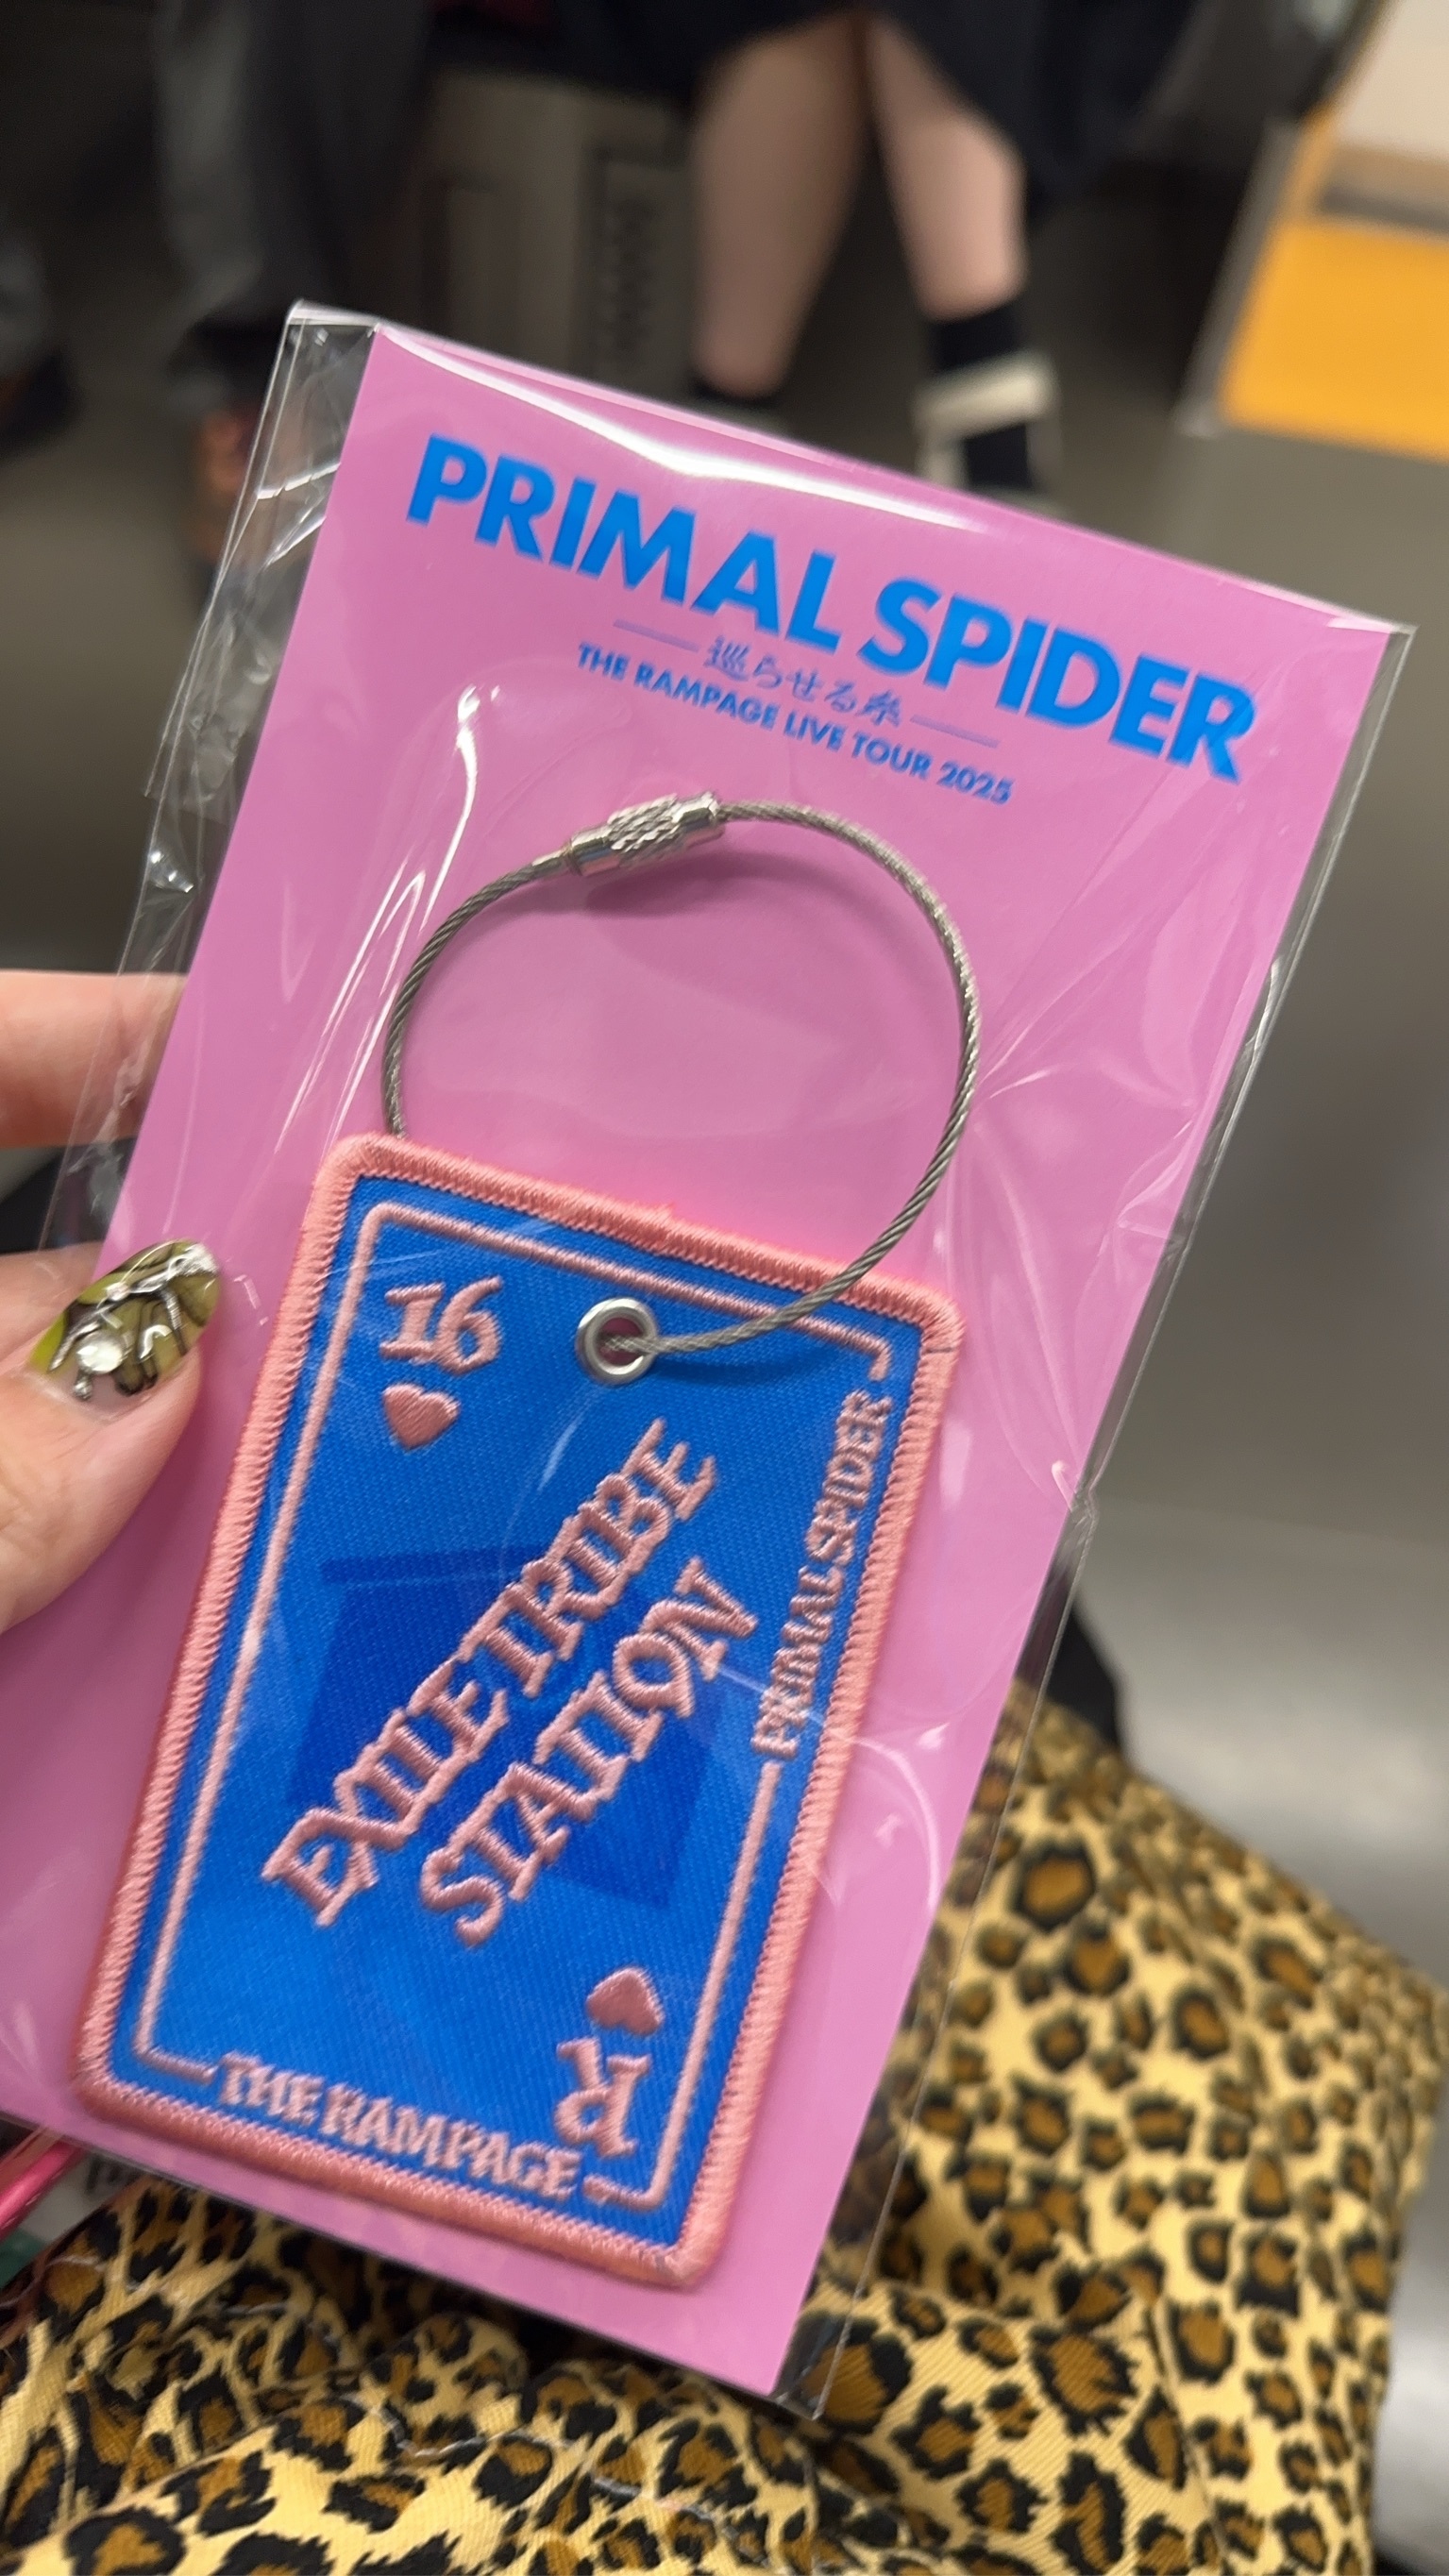 PRIMAL SPIDER
巡らせる糸
THE RAMPAGE LIVE TOUR 2025
16
EXILE TRIBE
STATION
PRIMAL SPIDER
R
THE RAMPAGE